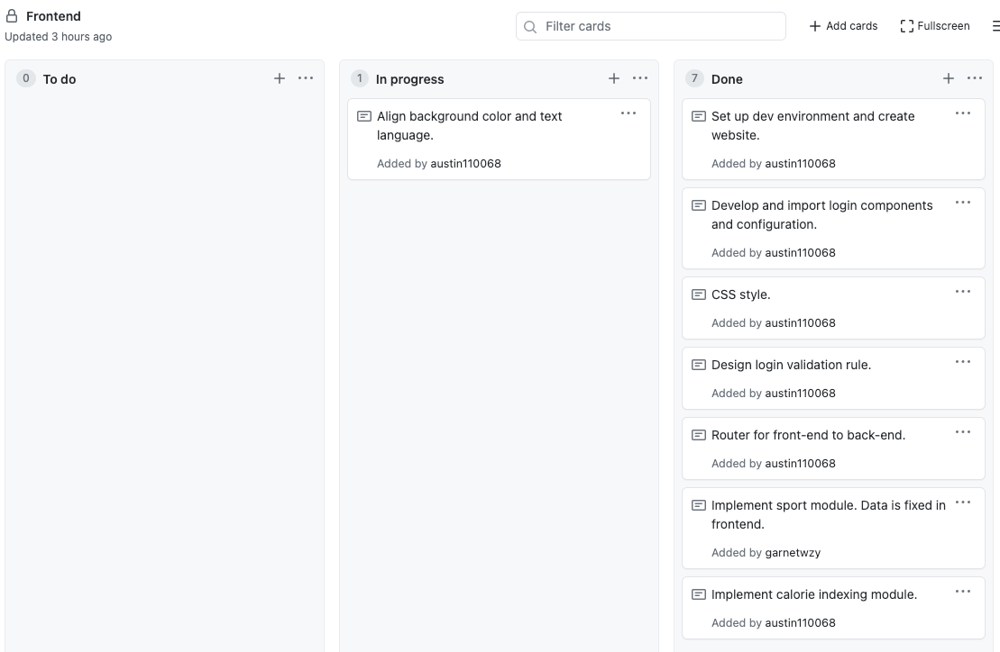 Frontend
Updated 3 hours ago
Filter cards
Add cards
Fullscreen
0 To do
1 In progress
Align background color and text
language.
Added by austin110068
7 Done
Set up dev environment and create
website.
Added by austin110068
Develop and import login components
and configuration.
Added by austin110068
CSS style.
Added by austin110068
Design login validation rule.
Added by austin110068
Router for front-end to back-end.
Added by austin110068
Implement sport module. Data is fixed in
frontend.
Added by garnetwzy
Implement calorie indexing module.
Added by austin110068